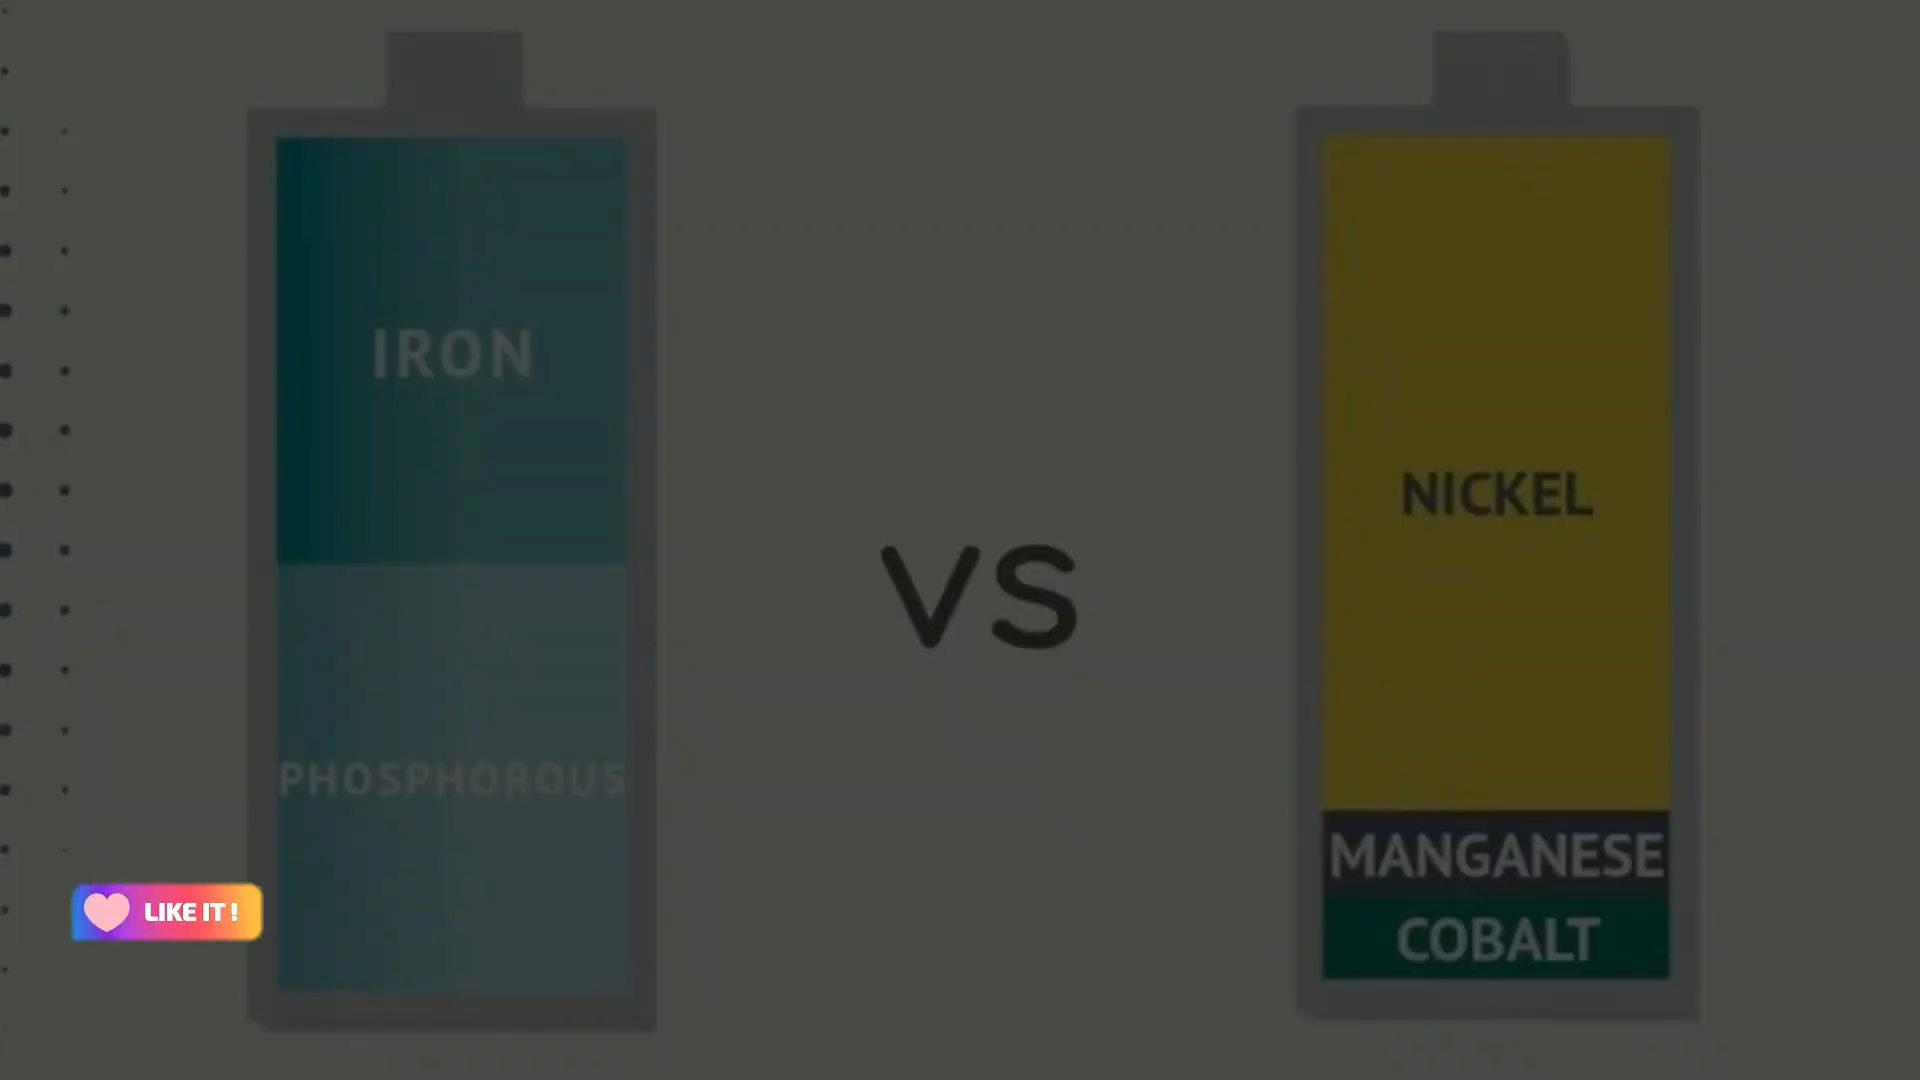 IRON
PHOSPHOROUS
VS
NICKEL
MANGANESE
COBALT
LIKE IT !